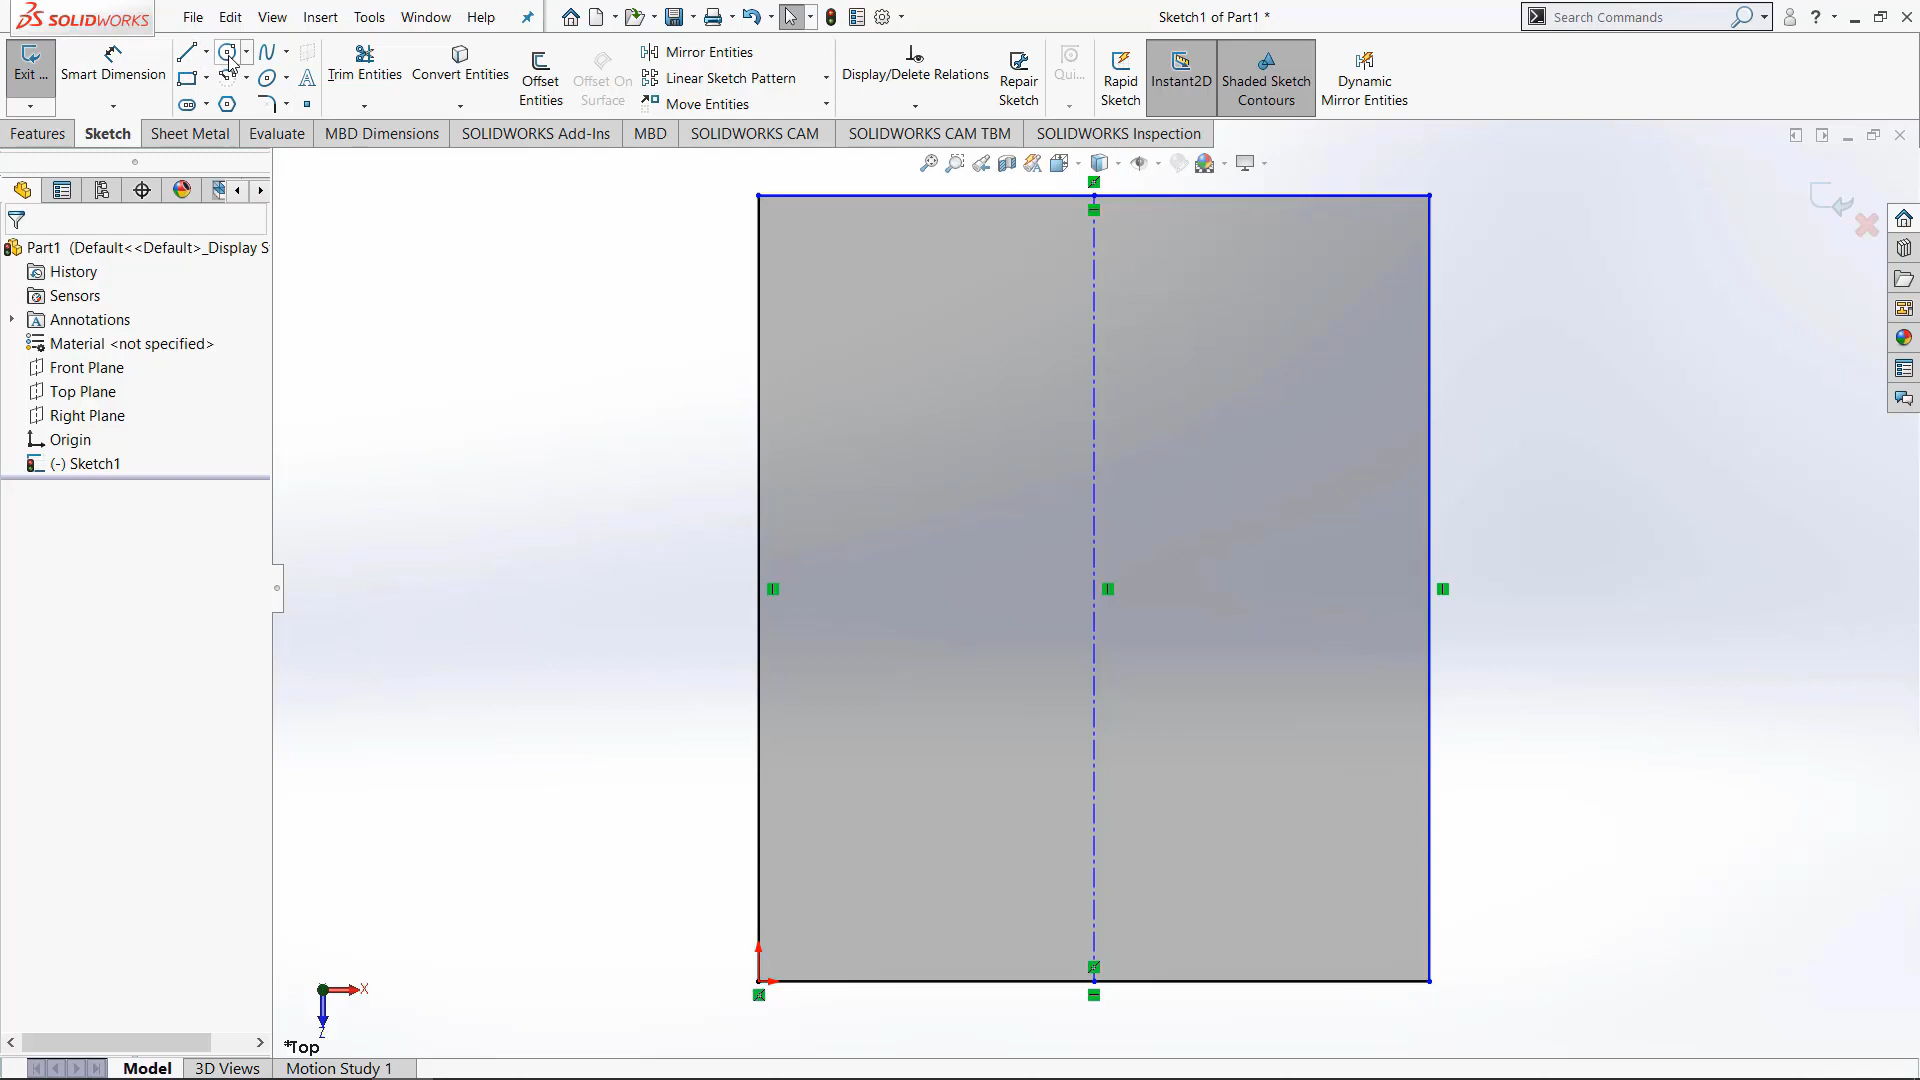 SOLIDWORKS File Edit View Insert Tools Window Help Sketch1 of Part1 * Search Commands ?
Exit ... Smart Dimension Trim Entities Convert Entities Offset Entities Offset On Surface Mirror Entities Linear Sketch Pattern Move Entities Display/Delete Relations Repair Sketch Qui... Rapid Sketch Instant2D Shaded Sketch Contours Dynamic Mirror Entities
Features Sketch Sheet Metal Evaluate MBD Dimensions SOLIDWORKS Add-Ins MBD SOLIDWORKS CAM SOLIDWORKS CAM TBM SOLIDWORKS Inspection
Part1 (Default<<Default>_Display S
History
Sensors
Annotations
Material <not specified>
Front Plane
Top Plane
Right Plane
Origin
(-) Sketch1
X
Z
*Top
Model 3D Views Motion Study 1